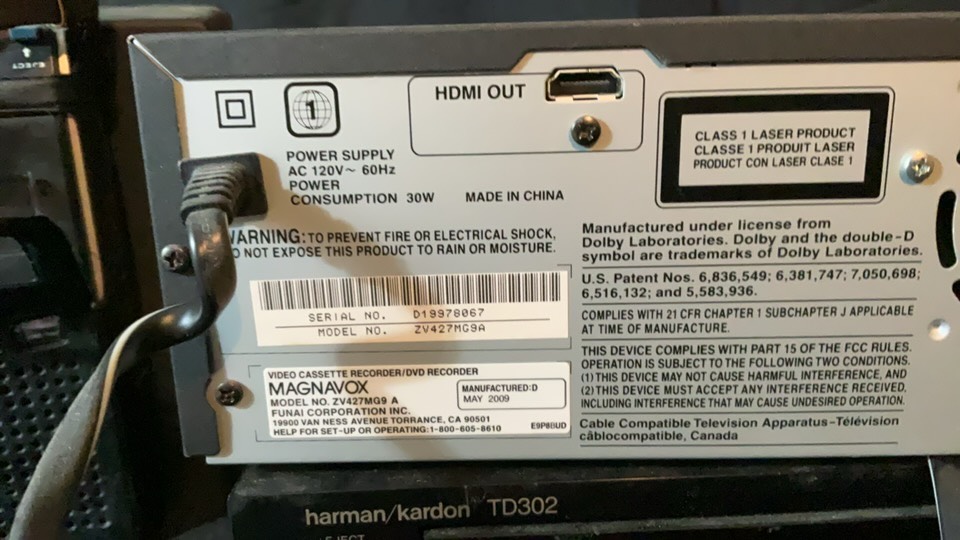 EJECT
1
HDMI OUT
POWER SUPPLY
AC 120V~ 60Hz
POWER
CONSUMPTION 30W
MADE IN CHINA
CLASS 1 LASER PRODUCT
CLASSE 1 PRODUIT LASER
PRODUCT CON LASER CLASE 1
WARNING: TO PREVENT FIRE OR ELECTRICAL SHOCK,
DO NOT EXPOSE THIS PRODUCT TO RAIN OR MOISTURE.
SERIAL NO. D19978067
MODEL NO. ZV427MG9A
VIDEO CASSETTE RECORDER/DVD RECORDER
MAGNAVOX
MODEL NO. ZV427MG9 A
FUNAI CORPORATION INC.
19900 VAN NESS AVENUE TORRANCE, CA 90501
HELP FOR SET-UP OR OPERATING:1-800-605-8610
MANUFACTURED:D
MAY 2009
E9P8BUD
Manufactured under license from
Dolby Laboratories. Dolby and the double-D
symbol are trademarks of Dolby Laboratories.
U.S. Patent Nos. 6,836,549; 6,381,747; 7,050,698;
6,516,132; and 5,583,936.
COMPLIES WITH 21 CFR CHAPTER 1 SUBCHAPTER J APPLICABLE
AT TIME OF MANUFACTURE.
THIS DEVICE COMPLIES WITH PART 15 OF THE FCC RULES.
OPERATION IS SUBJECT TO THE FOLLOWING TWO CONDITIONS.
(1) THIS DEVICE MAY NOT CAUSE HARMFUL INTERFERENCE, AND
(2) THIS DEVICE MUST ACCEPT ANY INTERFERENCE RECEIVED,
INCLUDING INTERFERENCE THAT MAY CAUSE UNDESIRED OPERATION.
Cable Compatible Television Apparatus-Télévision
câblocompatible, Canada
harman/kardon TD302
EJECT